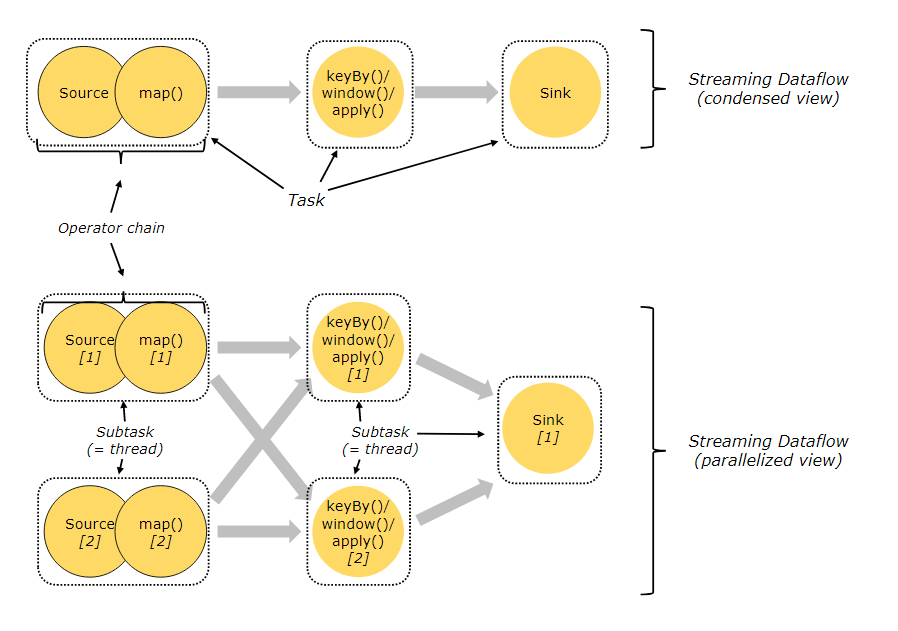 Source
map()
keyBy()/
window()/
apply()
Sink
Streaming Dataflow
(condensed view)
Task
Operator chain
Source
[1]
map()
[1]
keyBy()/
window()/
apply()
[1]
Subtask
(= thread)
Subtask
(= thread)
Sink
[1]
Streaming Dataflow
(parallelized view)
Source
[2]
map()
[2]
keyBy()/
window()/
apply()
[2]